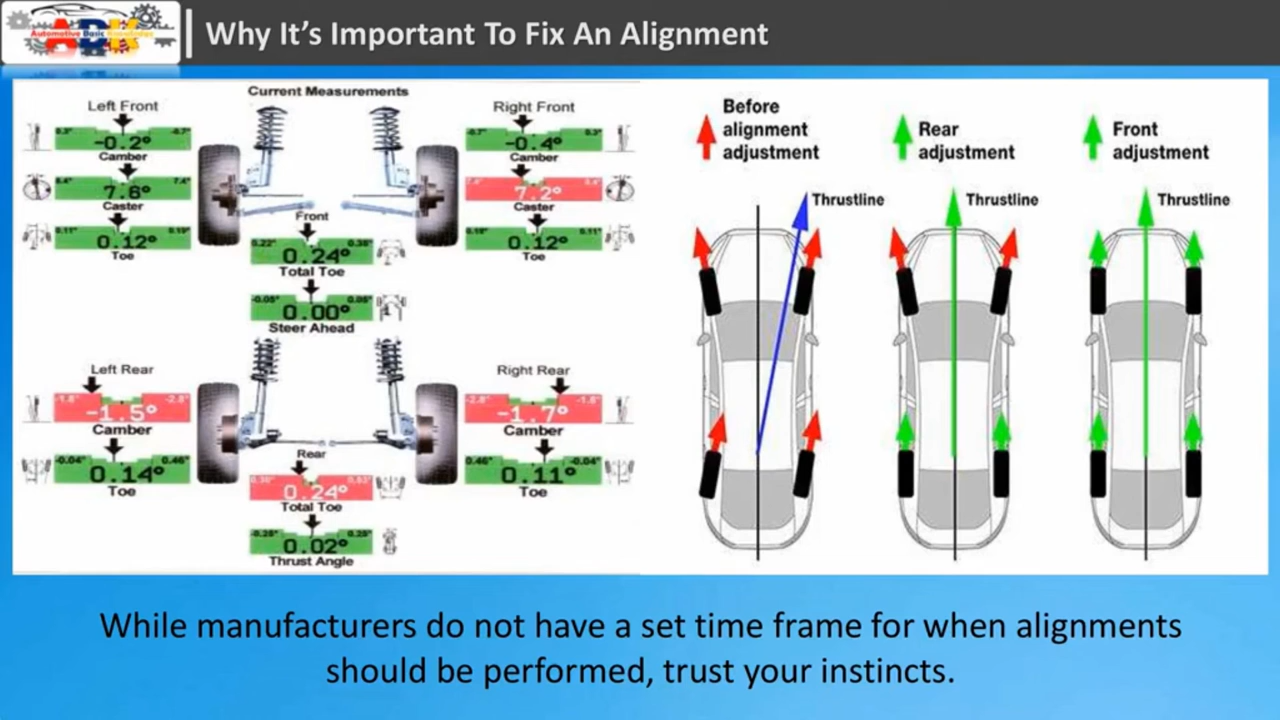 Automotive Basic Knowledge
ABK
Why It's Important To Fix An Alignment
Current Measurements
Left Front
Right Front
-0.2°
Camber
7.6°
Caster
0.12°
Toe
-0.4°
Camber
7.2°
Caster
0.12°
Toe
Front
0.24°
Total Toe
0.00°
Steer Ahead
Left Rear
Right Rear
-1.5°
Camber
0.14°
Toe
-1.7°
Camber
0.11°
Toe
Rear
0.24°
Total Toe
0.02°
Thrust Angle
Before
alignment
adjustment
Rear
adjustment
Front
adjustment
Thrustline
Thrustline
Thrustline
While manufacturers do not have a set time frame for when alignments
should be performed, trust your instincts.